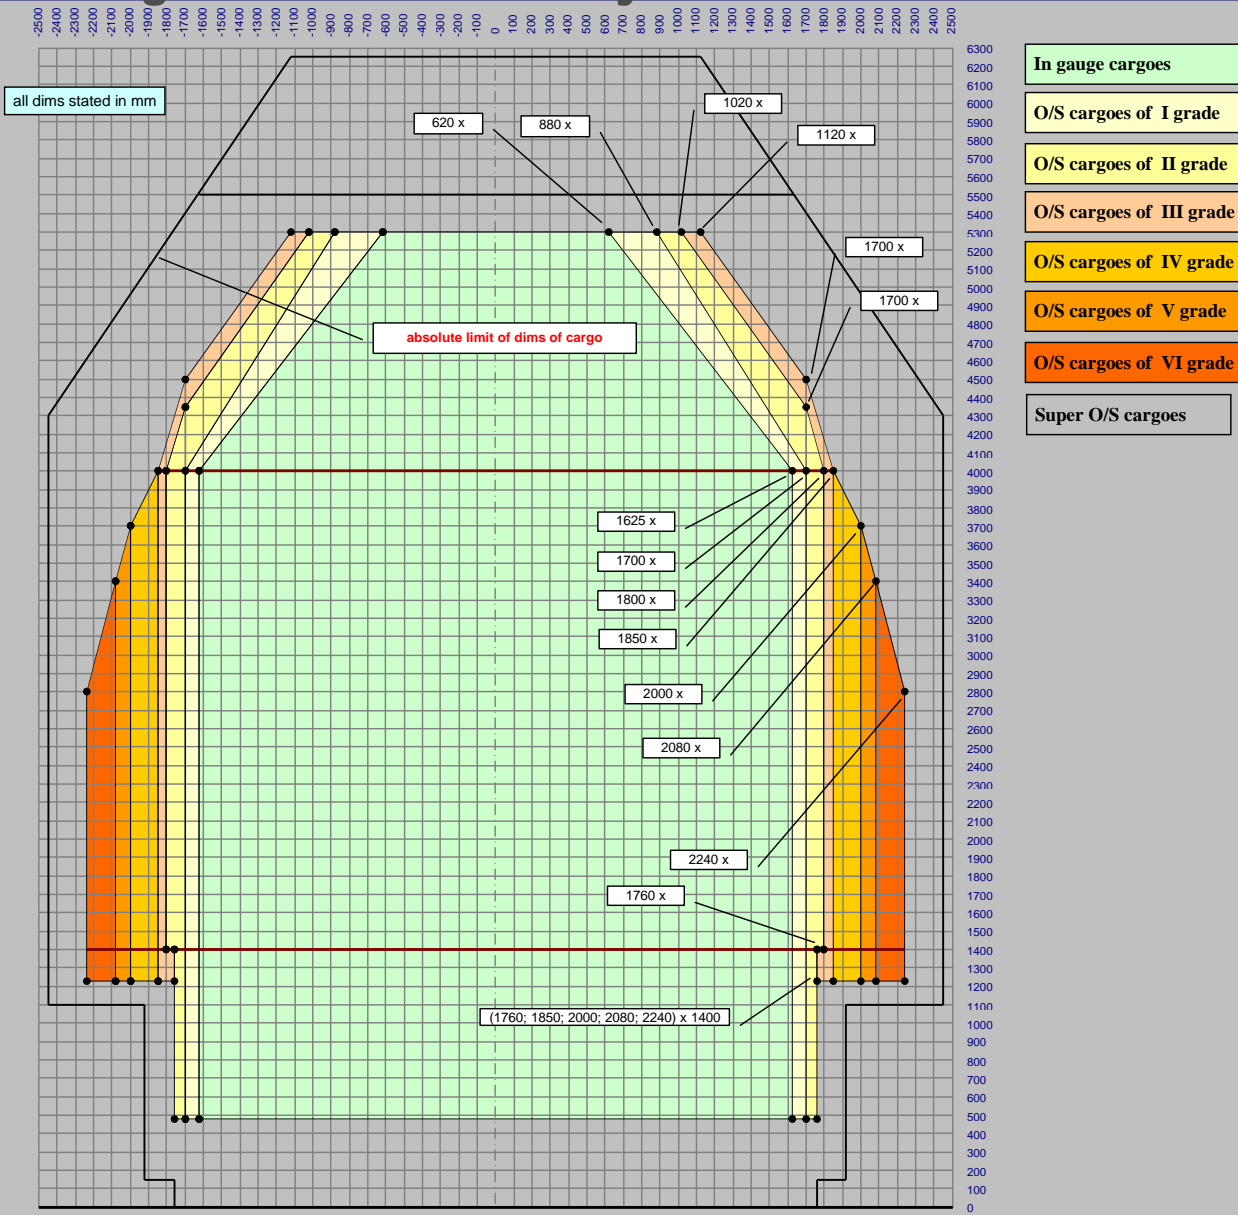 -2500 -2400 -2300 -2200 -2100 -2000 -1900 -1800 -1700 -1600 -1500 -1400 -1300 -1200 -1100 -1000 -900 -800 -700 -600 -500 -400 -300 -200 -100 0 100 200 300 400 500 600 700 800 900 1000 1100 1200 1300 1400 1500 1600 1700 1800 1900 2000 2100 2200 2300 2400 2500
6300
6200
6100
6000
5900
5800
5700
5600
5500
5400
5300
5200
5100
5000
4900
4800
4700
4600
4500
4400
4300
4200
4100
4000
3900
3800
3700
3600
3500
3400
3300
3200
3100
3000
2900
2800
2700
2600
2500
2400
2300
2200
2100
2000
1900
1800
1700
1600
1500
1400
1300
1200
1100
1000
900
800
700
600
500
400
300
200
100
0
all dims stated in mm
620 x
880 x
1020 x
1120 x
1700 x
1700 x
absolute limit of dims of cargo
1625 x
1700 x
1800 x
1850 x
2000 x
2080 x
2240 x
1760 x
(1760; 1850; 2000; 2080; 2240) x 1400
In gauge cargoes
O/S cargoes of I grade
O/S cargoes of II grade
O/S cargoes of III grade
O/S cargoes of IV grade
O/S cargoes of V grade
O/S cargoes of VI grade
Super O/S cargoes